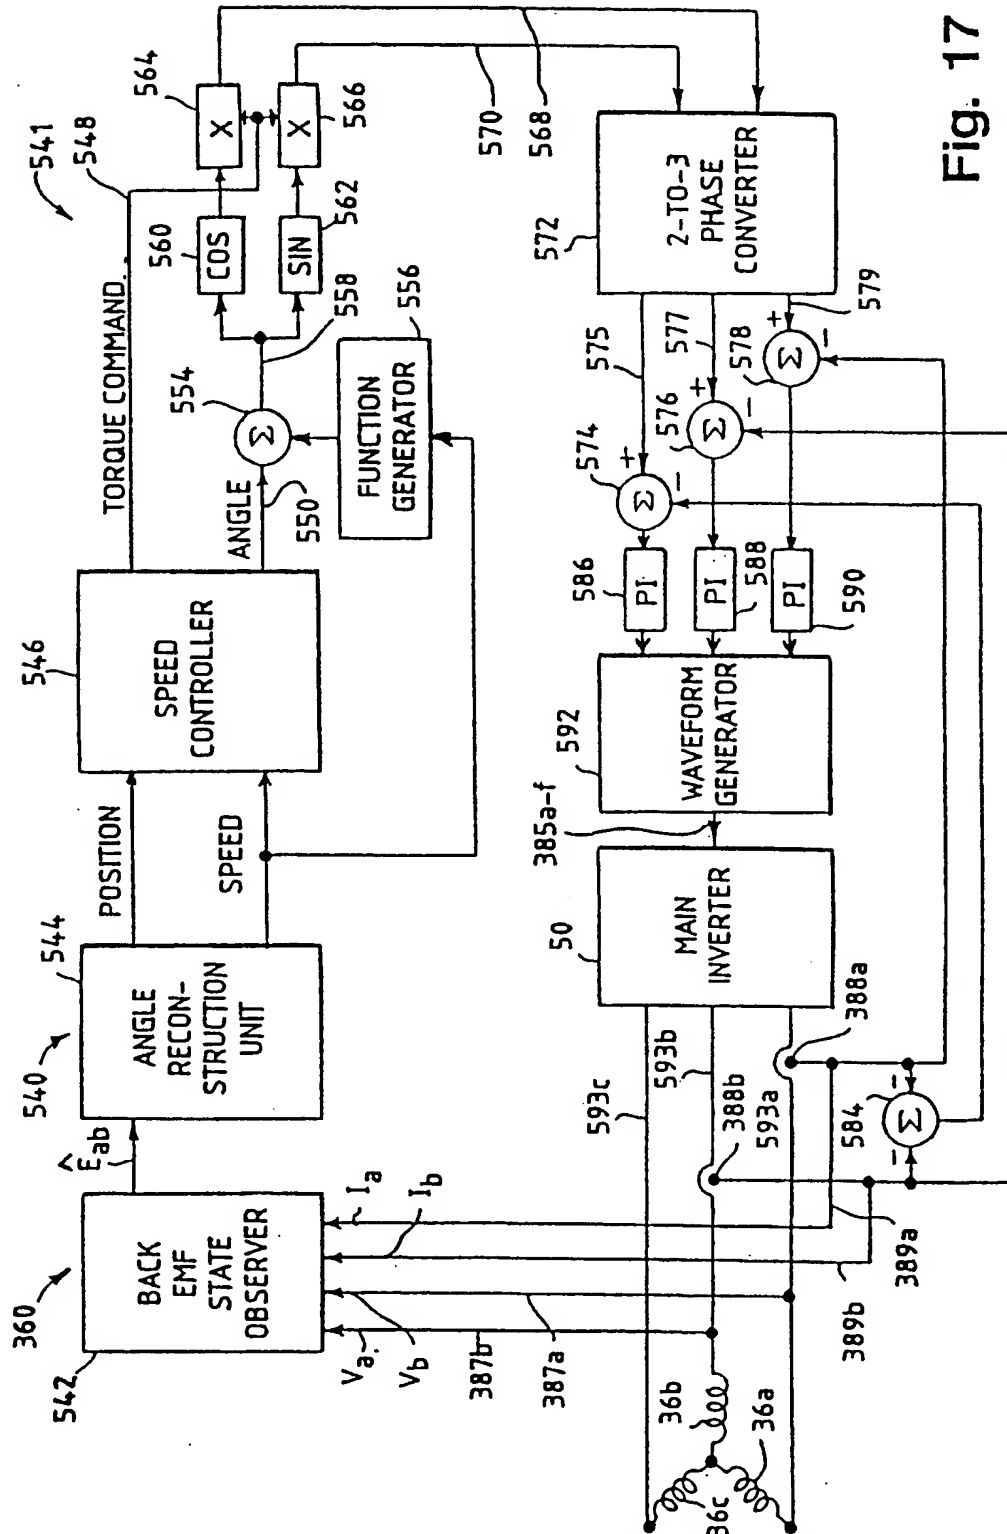 360
542
BACK
EMF
STATE
OBSERVER
Êab
540
544
ANGLE
RECON-
STRUCTION
UNIT
POSITION
SPEED
546
SPEED
CONTROLLER
TORQUE COMMAND.
ANGLE
550
554
Σ
FUNCTION
GENERATOR
556
558
560
COS
SIN
562
541
548
564
X
X
566
Va.
Vb
Ia
Ib
387b
387a
389b
389a
36b
36a
36c
593c
593b
388b
593a
388a
584
Σ
−
−
50
MAIN
INVERTER
385a-f
592
WAVEFORM
GENERATOR
586
PI
PI
588
PI
590
574
Σ
+
−
576
Σ
+
−
578
Σ
+
−
575
577
579
572
2-TO-3
PHASE
CONVERTER
570
568
Fig. 17